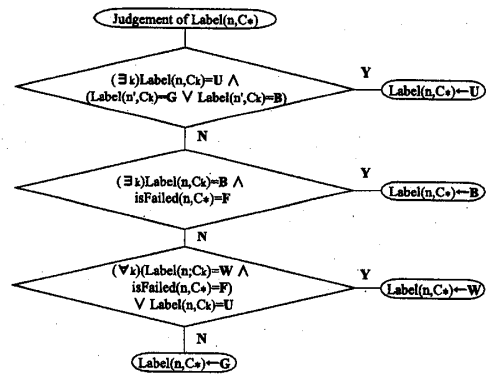 Judgement of Label(n,C*)
(∃k)Label(n,Ck)=U ∧
(Label(n',Ck)=G ∨ Label(n',Ck)=B)
Y
Label(n,C*)←U
N
(∃k)Label(n,Ck)=B ∧
isFailed(n,C*)=F
Y
Label(n,C*)←B
N
(∀k)(Label(n;Ck)=W ∧
isFailed(n,C*)=F)
∨ Label(n,Ck)=U
Y
Label(n,C*)←W
N
Label(n,C*)←G